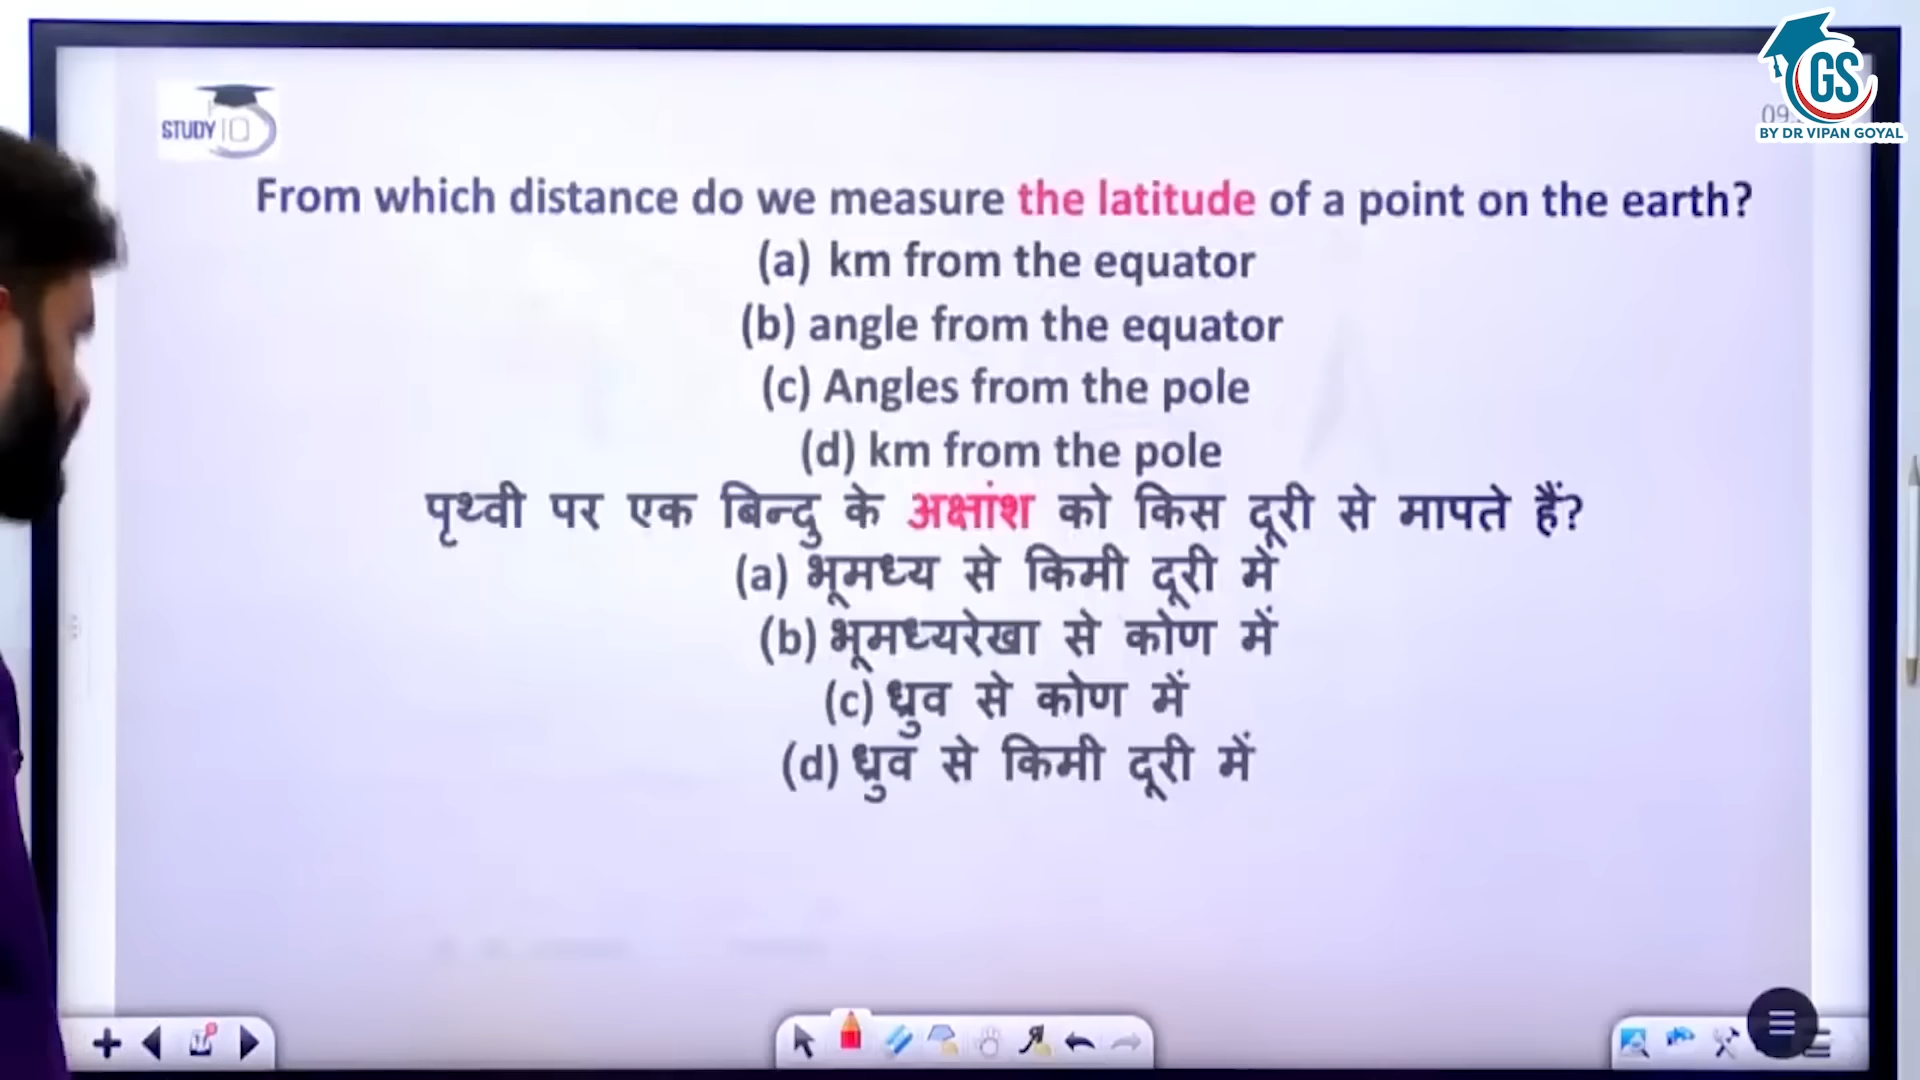 STUDY IQ
GS
BY DR VIPAN GOYAL
From which distance do we measure the latitude of a point on the earth?
(a) km from the equator
(b) angle from the equator
(c) Angles from the pole
(d) km from the pole
पृथ्वी पर एक बिन्दु के अक्षांश को किस दूरी से मापते हैं?
(a) भूमध्य से किमी दूरी में
(b) भूमध्यरेखा से कोण में
(c) ध्रुव से कोण में
(d) ध्रुव से किमी दूरी में